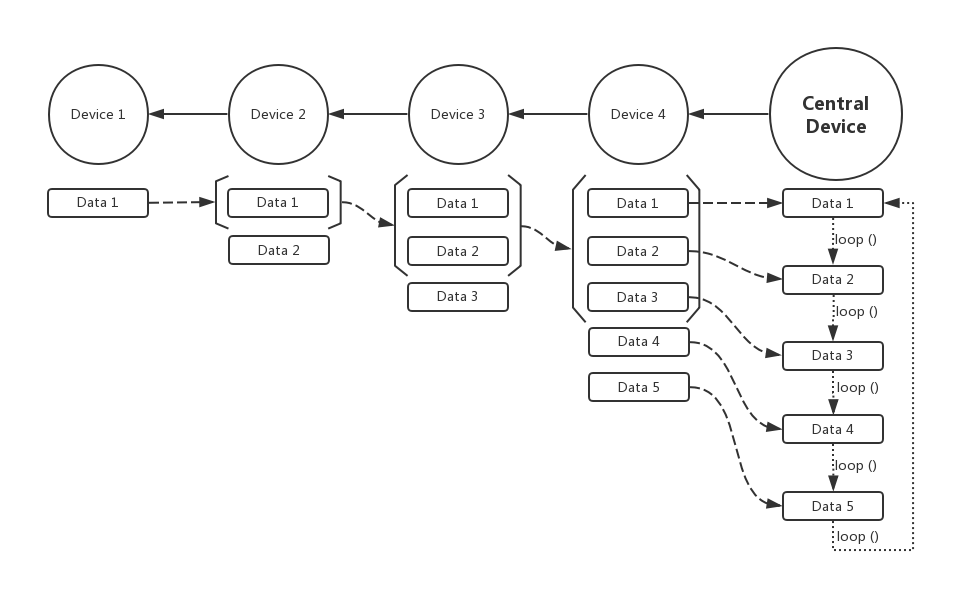 Device 1
Device 2
Device 3
Device 4
Central
Device
Data 1
Data 1
Data 2
Data 1
Data 2
Data 3
Data 1
Data 2
Data 3
Data 4
Data 5
Data 1
loop ()
Data 2
loop ()
Data 3
loop ()
Data 4
loop ()
Data 5
loop ()